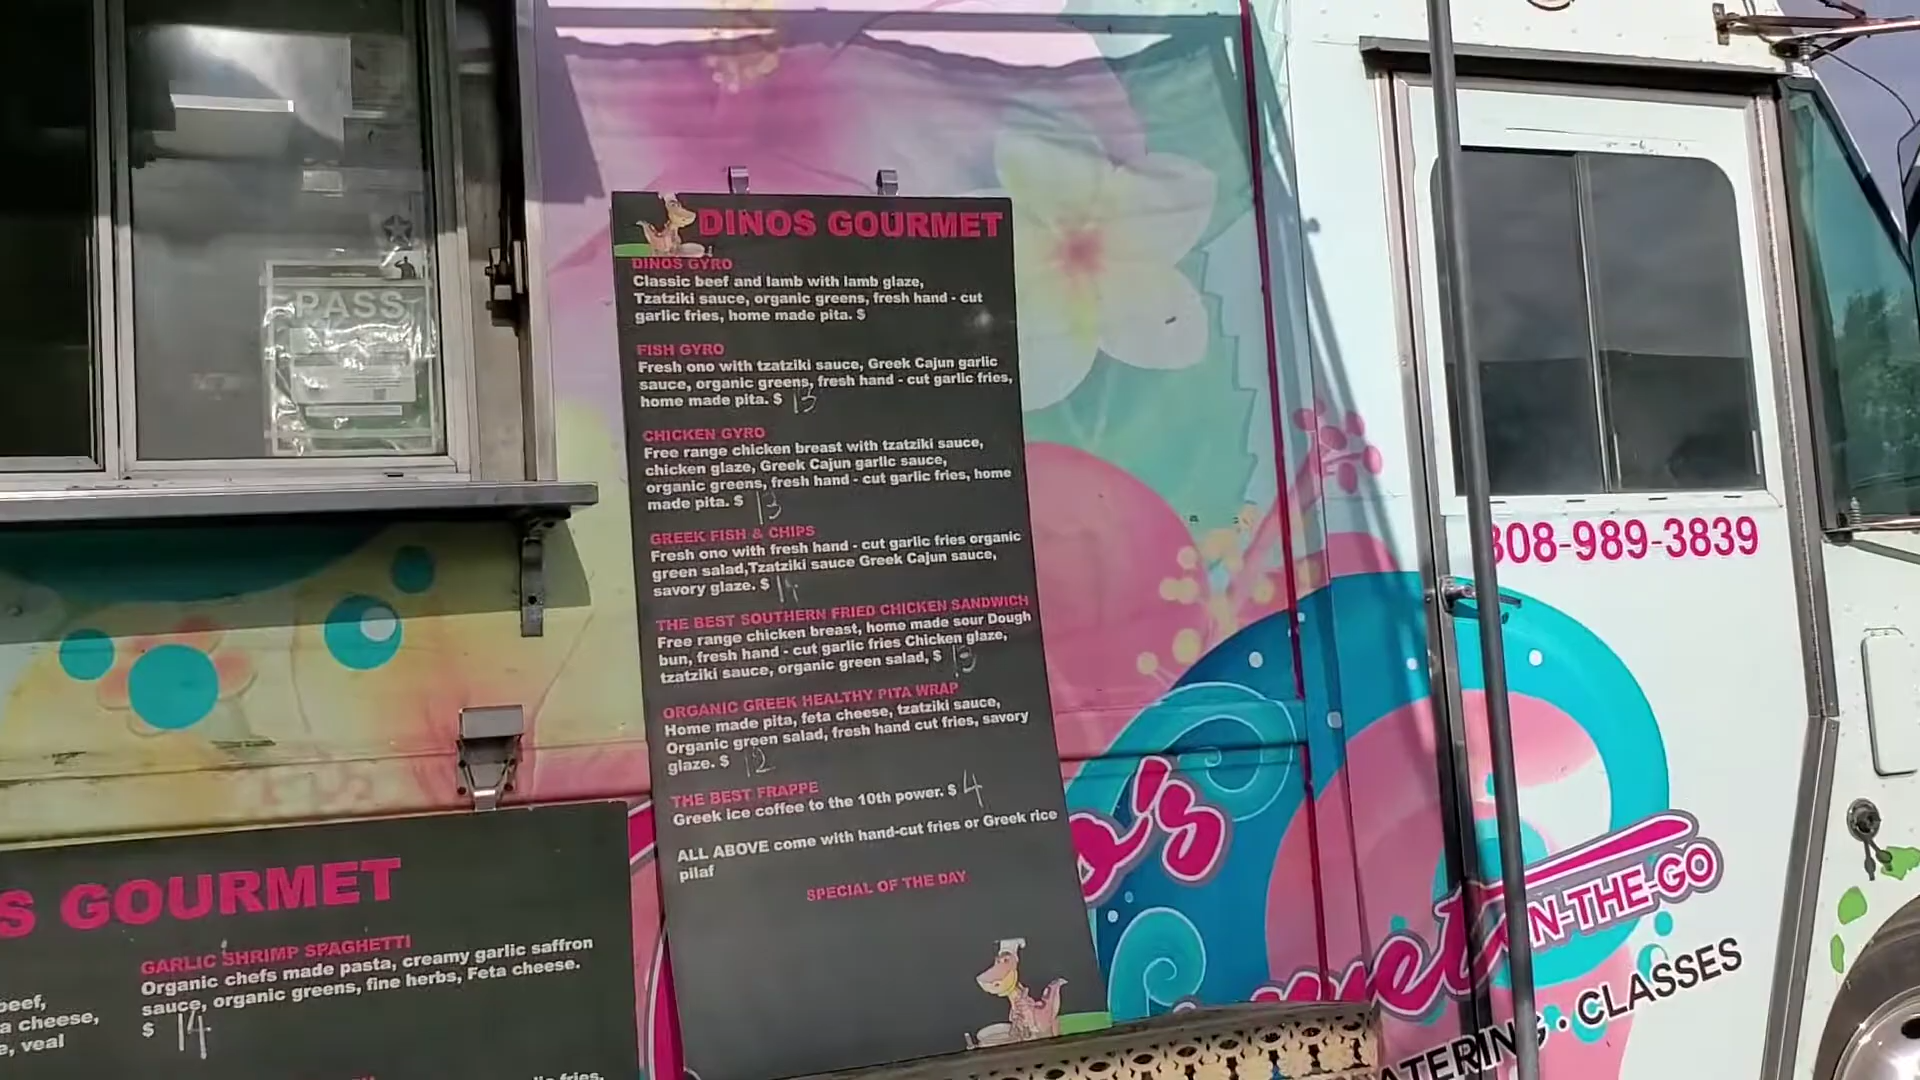 PASS
DINOS GOURMET
DINOS GYRO
Classic beef and lamb with lamb glaze,
Tzatziki sauce, organic greens, fresh hand - cut
garlic fries, home made pita. $
FISH GYRO
Fresh ono with tzatziki sauce, Greek Cajun garlic
sauce, organic greens, fresh hand - cut garlic fries,
home made pita. $ 13
CHICKEN GYRO
Free range chicken breast with tzatziki sauce,
chicken glaze, Greek Cajun garlic sauce,
organic greens, fresh hand - cut garlic fries, home
made pita. $ 13
GREEK FISH & CHIPS
Fresh ono with fresh hand - cut garlic fries organic
green salad,Tzatziki sauce Greek Cajun sauce,
savory glaze. $ 14
THE BEST SOUTHERN FRIED CHICKEN SANDWICH
Free range chicken breast, home made sour Dough
bun, fresh hand - cut garlic fries Chicken glaze,
tzatziki sauce, organic green salad, $
ORGANIC GREEK HEALTHY PITA WRAP
Home made pita, feta cheese, tzatziki sauce,
Organic green salad, fresh hand cut fries, savory
glaze. $ 12
THE BEST FRAPPE
Greek ice coffee to the 10th power. $ 4
ALL ABOVE come with hand-cut fries or Greek rice
pilaf
SPECIAL OF THE DAY
S GOURMET
GARLIC SHRIMP SPAGHETTI
Organic chefs made pasta, creamy garlic saffron
sauce, organic greens, fine herbs, Feta cheese.
$ 14
beef,
a cheese,
e, veal
fries,
808-989-3839
o's
met
N-THE-GO
ATERING . CLASSES